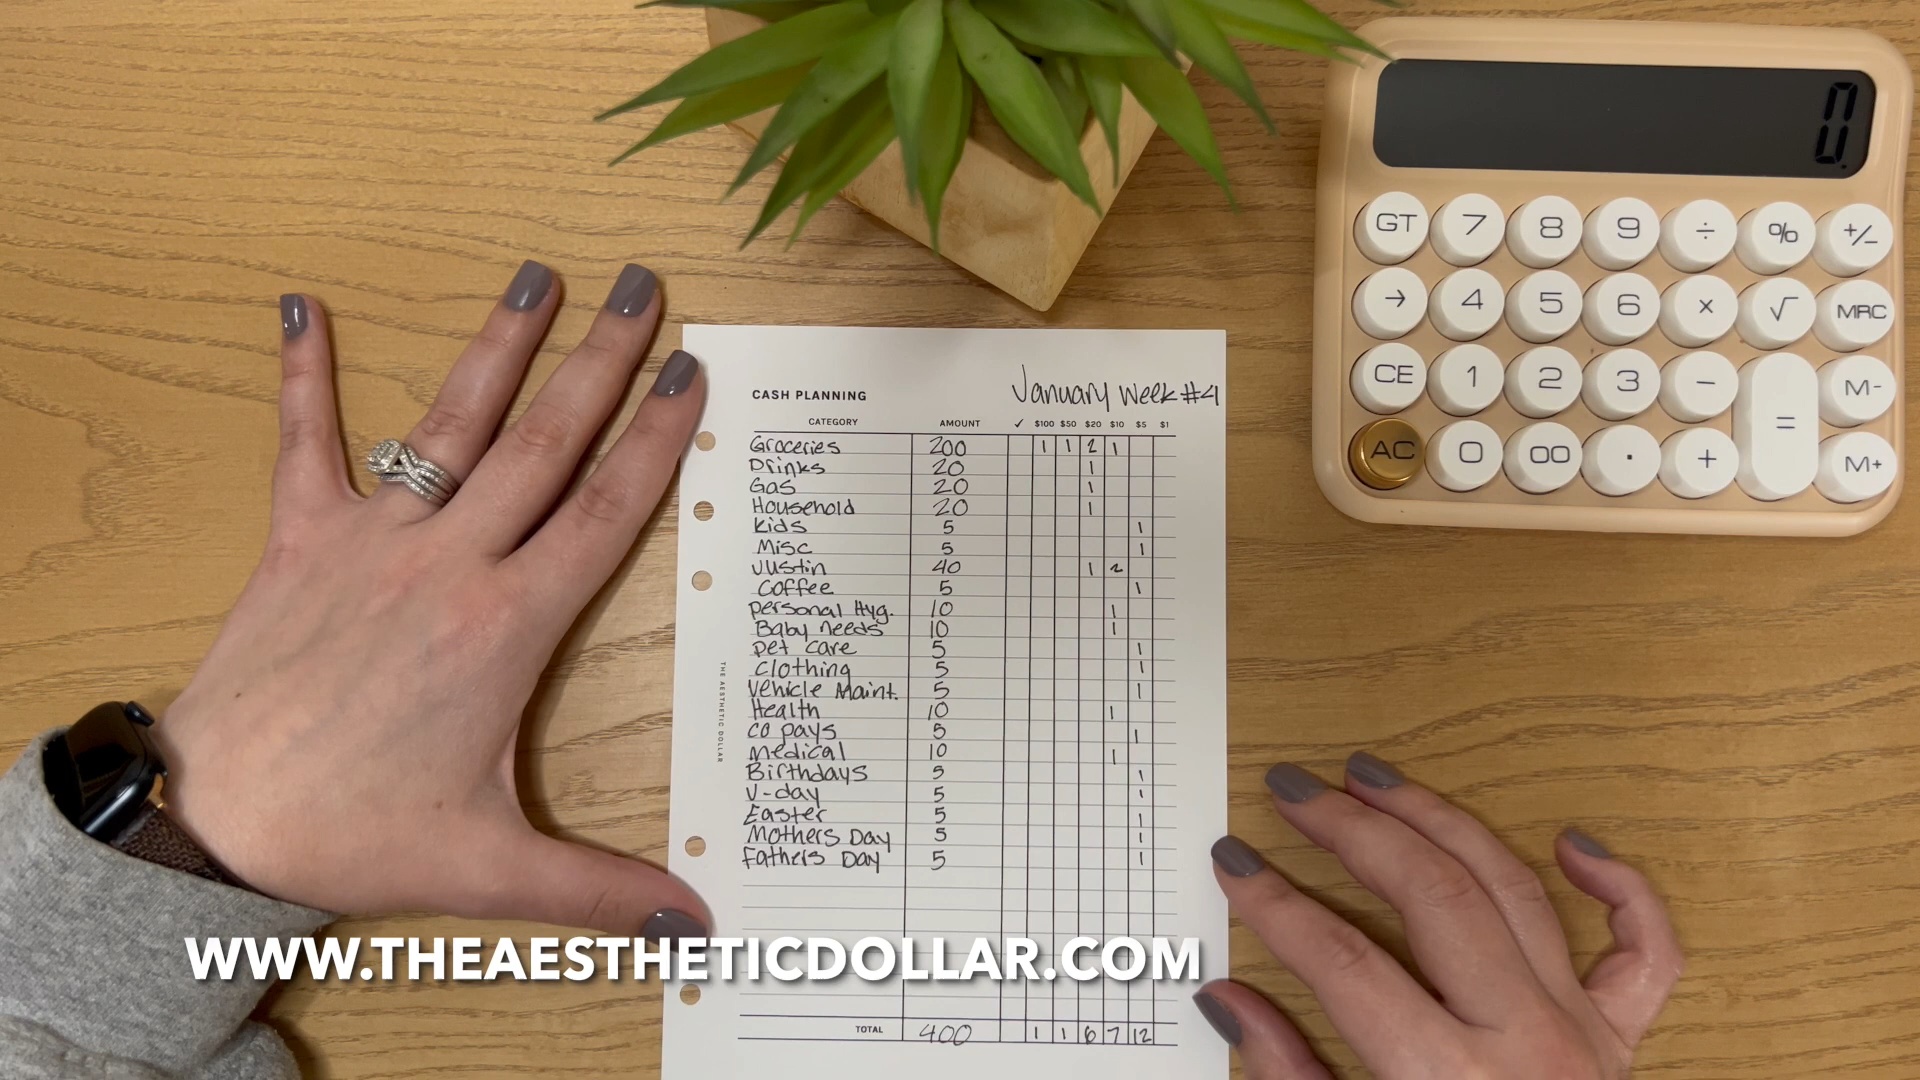 0.
GT 7 8 9 ÷ % +/-
→ 4 5 6 × √ MRC
CE 1 2 3 − = M-
AC 0 00 . + M+
January Week #4
CASH PLANNING
CATEGORY AMOUNT ✓ $100 $50 $20 $10 $5 $1
Groceries 200 1 1 2 1
Drinks 20 1
Gas 20 1
Household 20 1
Kids 5 1
Misc 5 1
Justin 40 1 2
Coffee 5 1
personal Hyg. 10 1
Baby needs 10 1
pet care 5 1
Clothing 5 1
Vehicle Maint. 5 1
Health 10 1
co pays 5 1
Medical 10 1
Birthdays 5 1
V-day 5 1
Easter 5 1
Mothers Day 5 1
Fathers Day 5 1
THE AESTHETIC DOLLAR
WWW.THEAESTHETICDOLLAR.COM
TOTAL 400 1 1 6 7 12